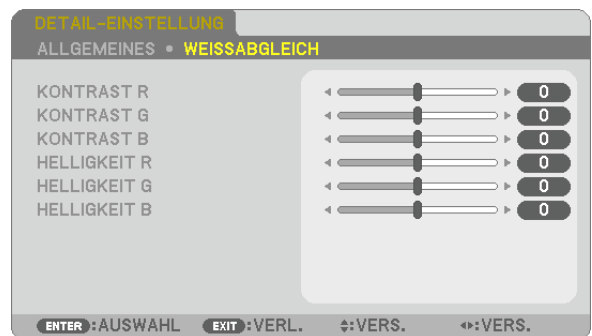 DETAIL-EINSTELLUNG
ALLGEMEINES • WEISSABGLEICH
KONTRAST R 0
KONTRAST G 0
KONTRAST B 0
HELLIGKEIT R 0
HELLIGKEIT G 0
HELLIGKEIT B 0
ENTER :AUSWAHL EXIT :VERL. :VERS. :VERS.